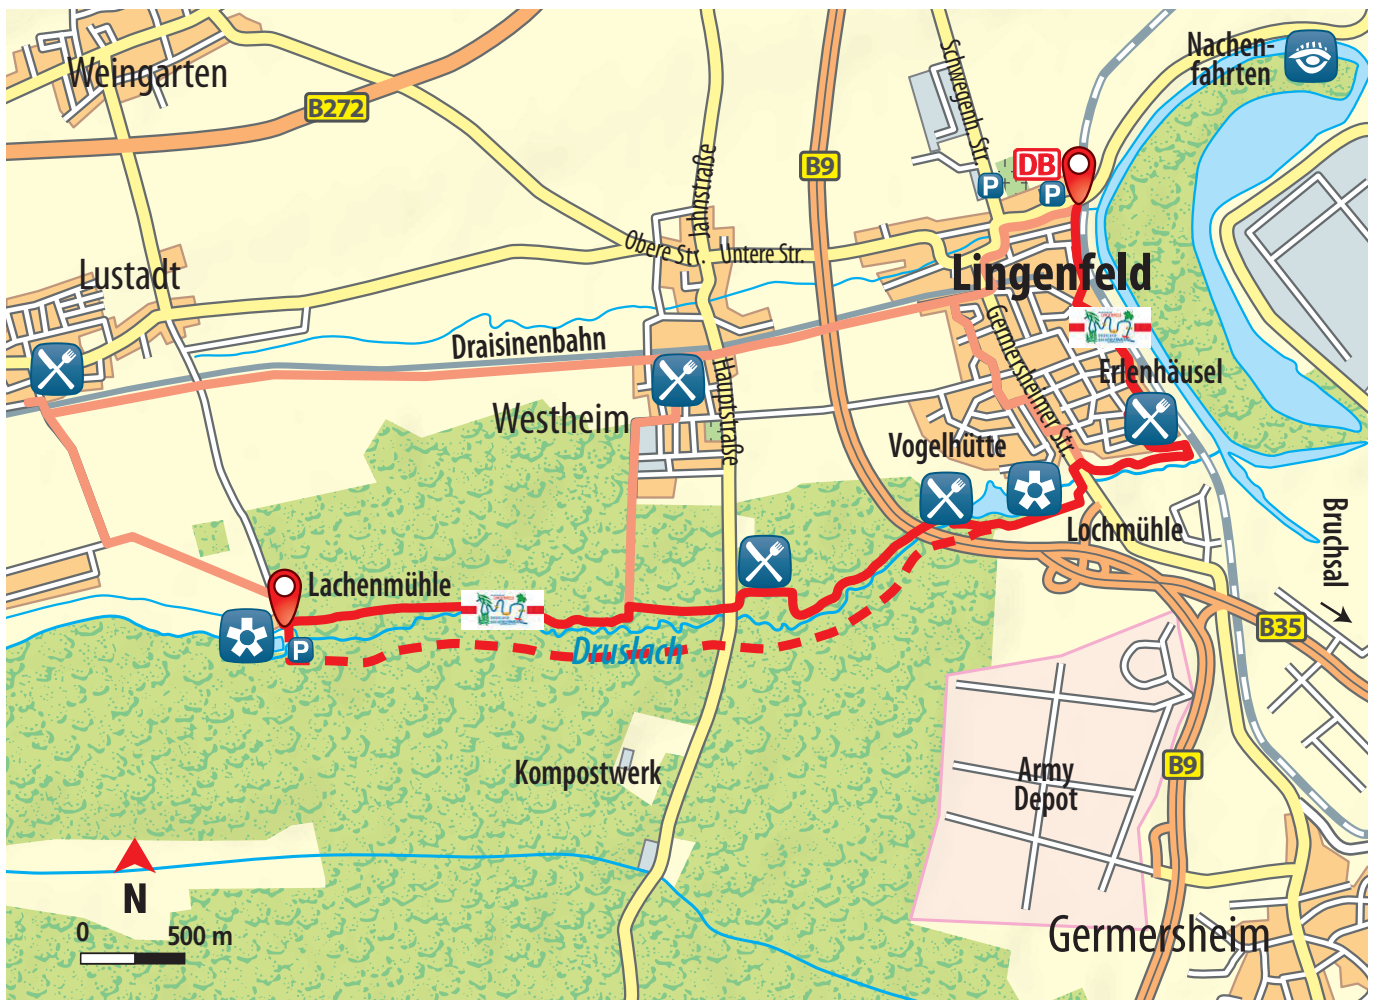 Nachen-
fahrten
Weingarten
B272
Schwegenh. Str.
B9
DB
P
P
Jahnstraße
Obere Str.
Untere Str.
Lustadt
Lingenfeld
Draisinenbahn
Germersheimer Str.
Erlenhäusel
Westheim
Hauptstraße
Vogelhütte
Lochmühle
Bruchsal
Lachenmühle
B35
P
Druslach
Kompostwerk
Army
Depot
B9
N
0
500 m
Germersheim